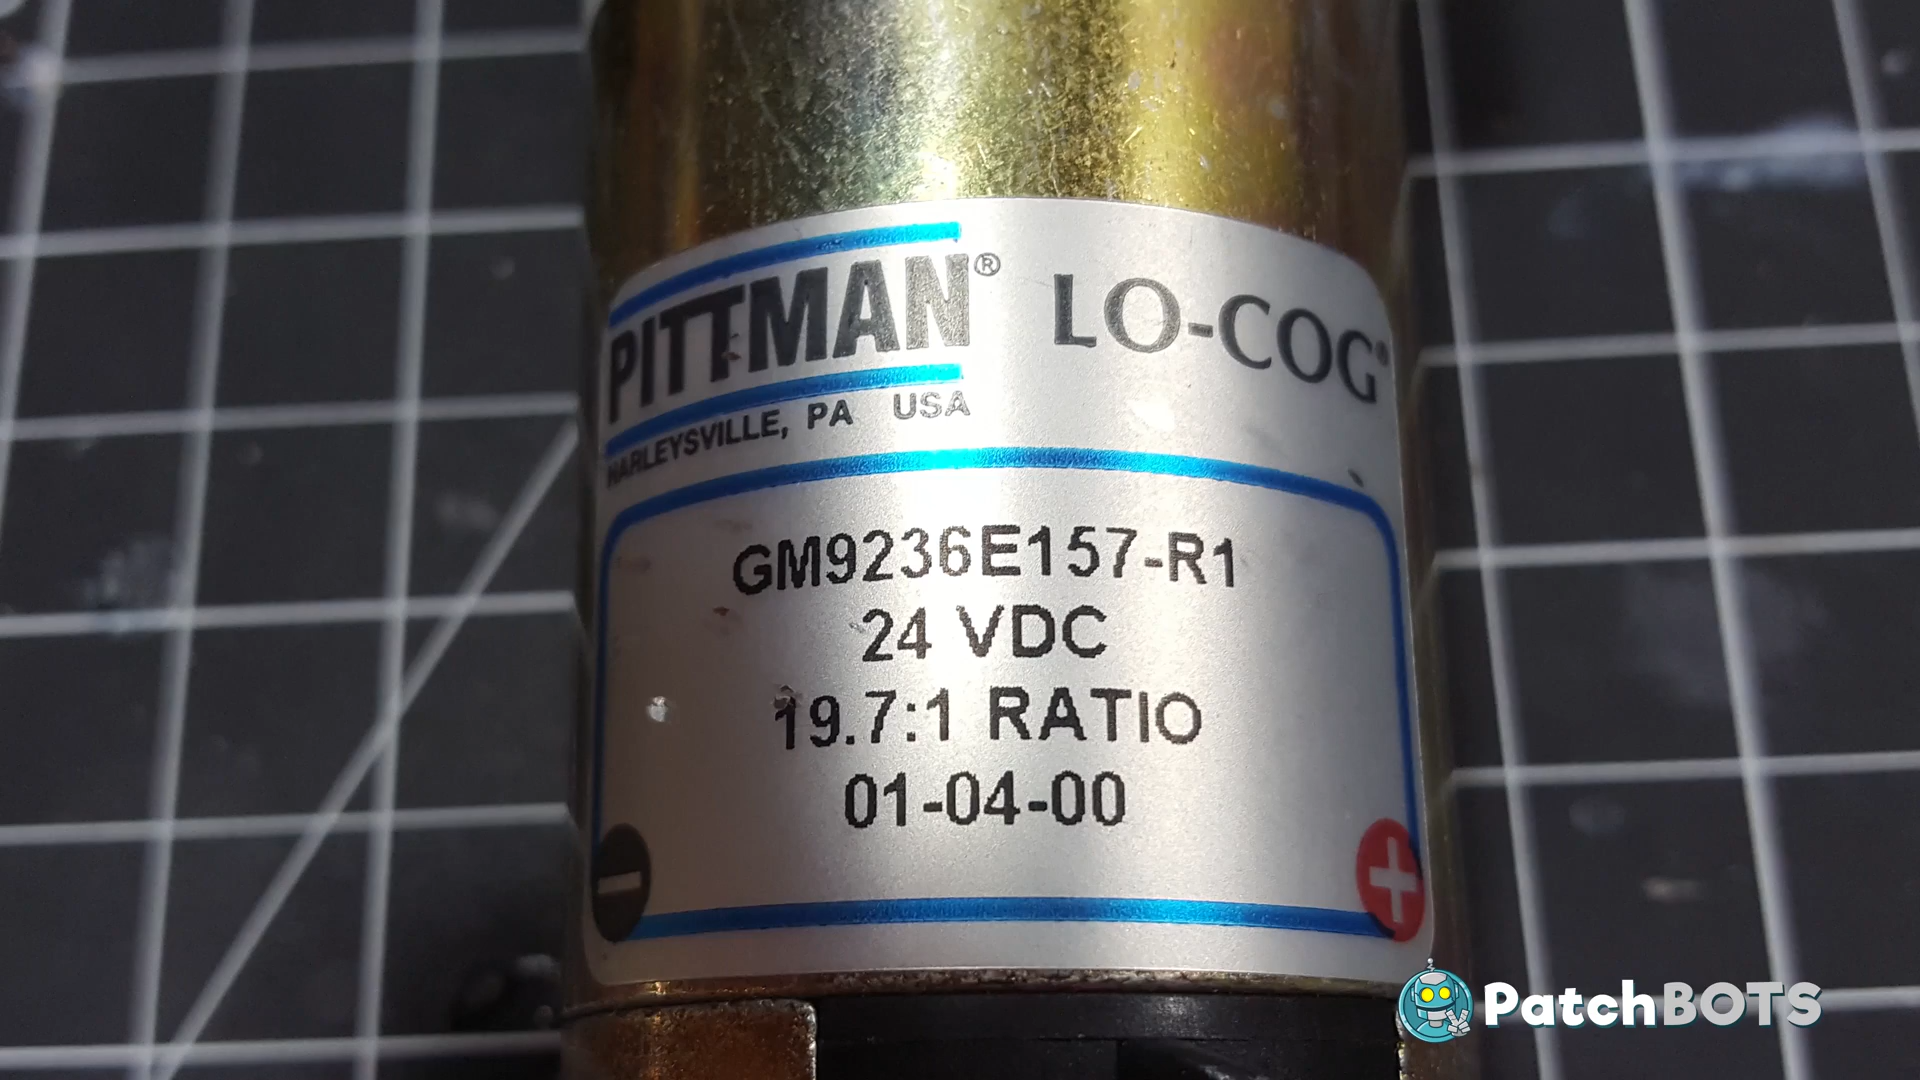 PITTMAN® LO-COG®
HARLEYSVILLE, PA USA
GM9236E157-R1
24 VDC
19.7:1 RATIO
01-04-00
- +
PatchBOTS